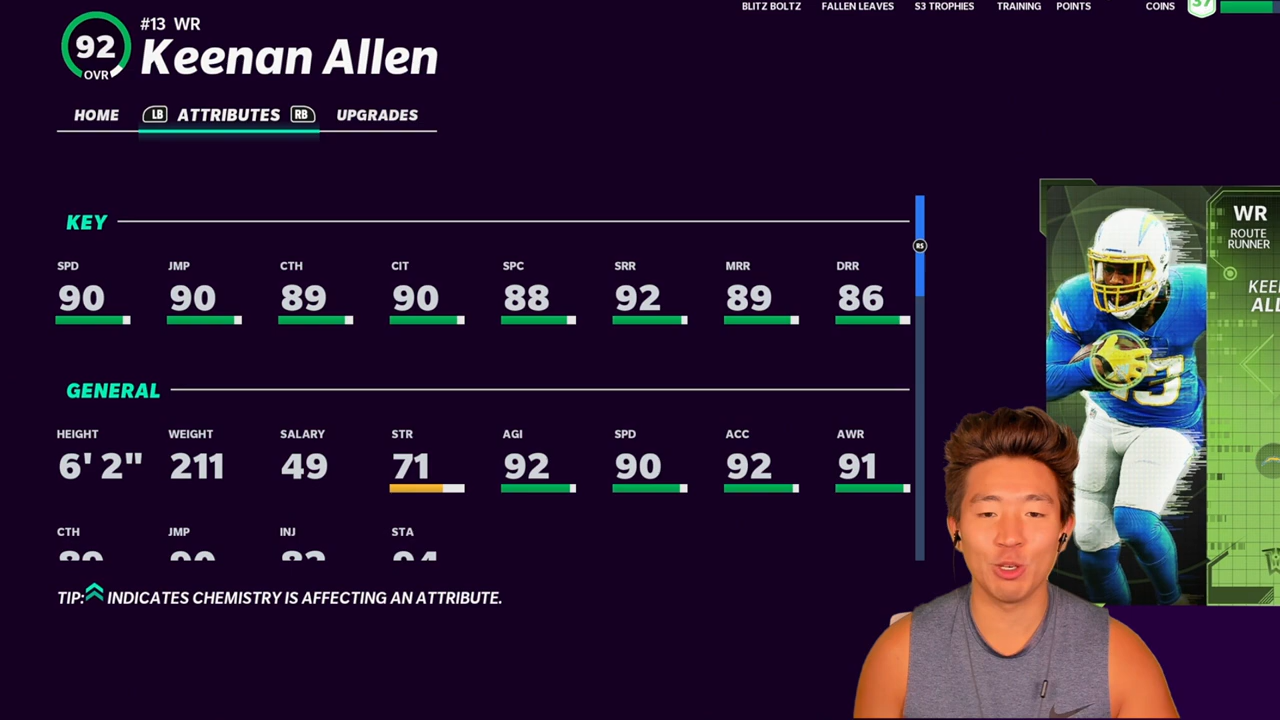 BLITZ BOLTZ FALLEN LEAVES S3 TROPHIES TRAINING POINTS COINS 37
#13 WR
92 OVR
Keenan Allen
HOME LB ATTRIBUTES RB UPGRADES
KEY
SPD JMP CTH CIT SPC SRR MRR DRR
90 90 89 90 88 92 89 86
RS
GENERAL
HEIGHT WEIGHT SALARY STR AGI SPD ACC AWR
6' 2" 211 49 71 92 90 92 91
CTH JMP INJ STA
TIP: INDICATES CHEMISTRY IS AFFECTING AN ATTRIBUTE.
WR
ROUTE
RUNNER
13